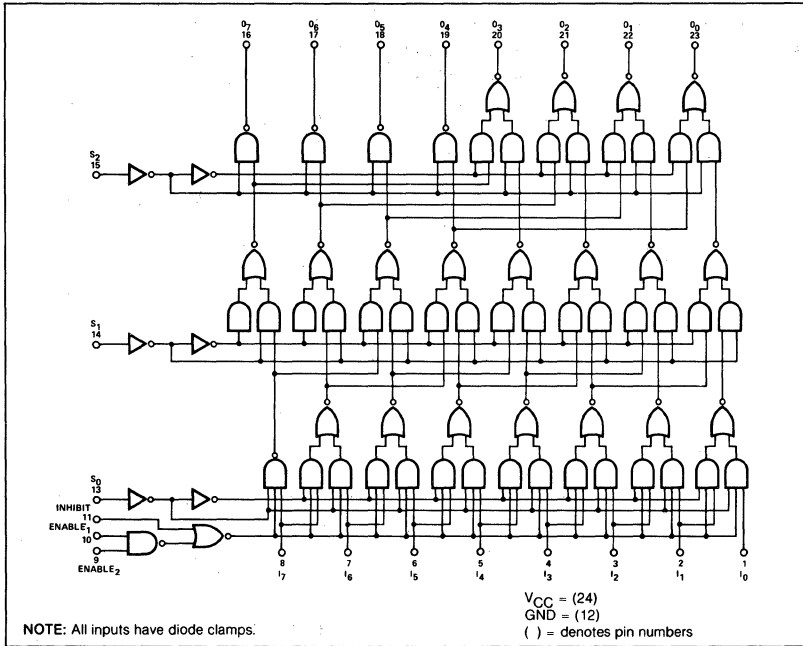 O7 O6 O5 O4 O3 O2 O1 O0
16 17 18 19 20 21 22 23
S2
15
S1
14
S0
13
INHIBIT
11
ENABLE1
10
9
ENABLE2
8 7 6 5 4 3 2 1
I7 I6 I5 I4 I3 I2 I1 I0
VCC = (24)
GND = (12)
( ) = denotes pin numbers
NOTE: All inputs have diode clamps.